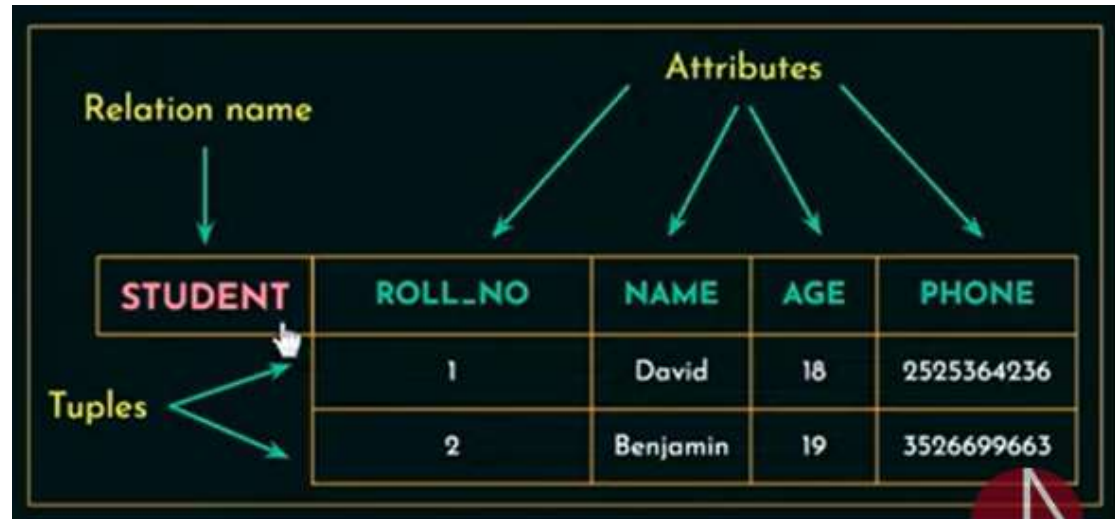 Attributes
Relation name
STUDENT ROLL_NO NAME AGE PHONE
1 David 18 2525364236
Tuples
2 Benjamin 19 3526699663